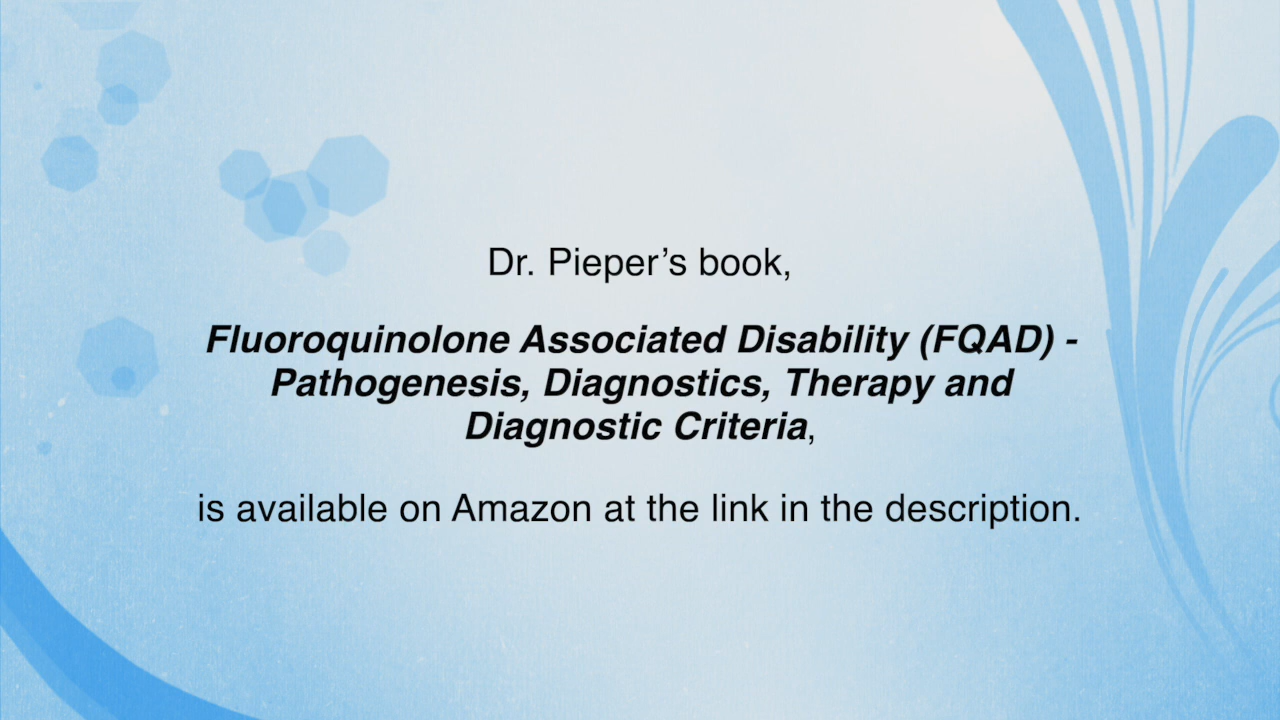 Dr. Pieper’s book,
Fluoroquinolone Associated Disability (FQAD) -
Pathogenesis, Diagnostics, Therapy and
Diagnostic Criteria,
is available on Amazon at the link in the description.